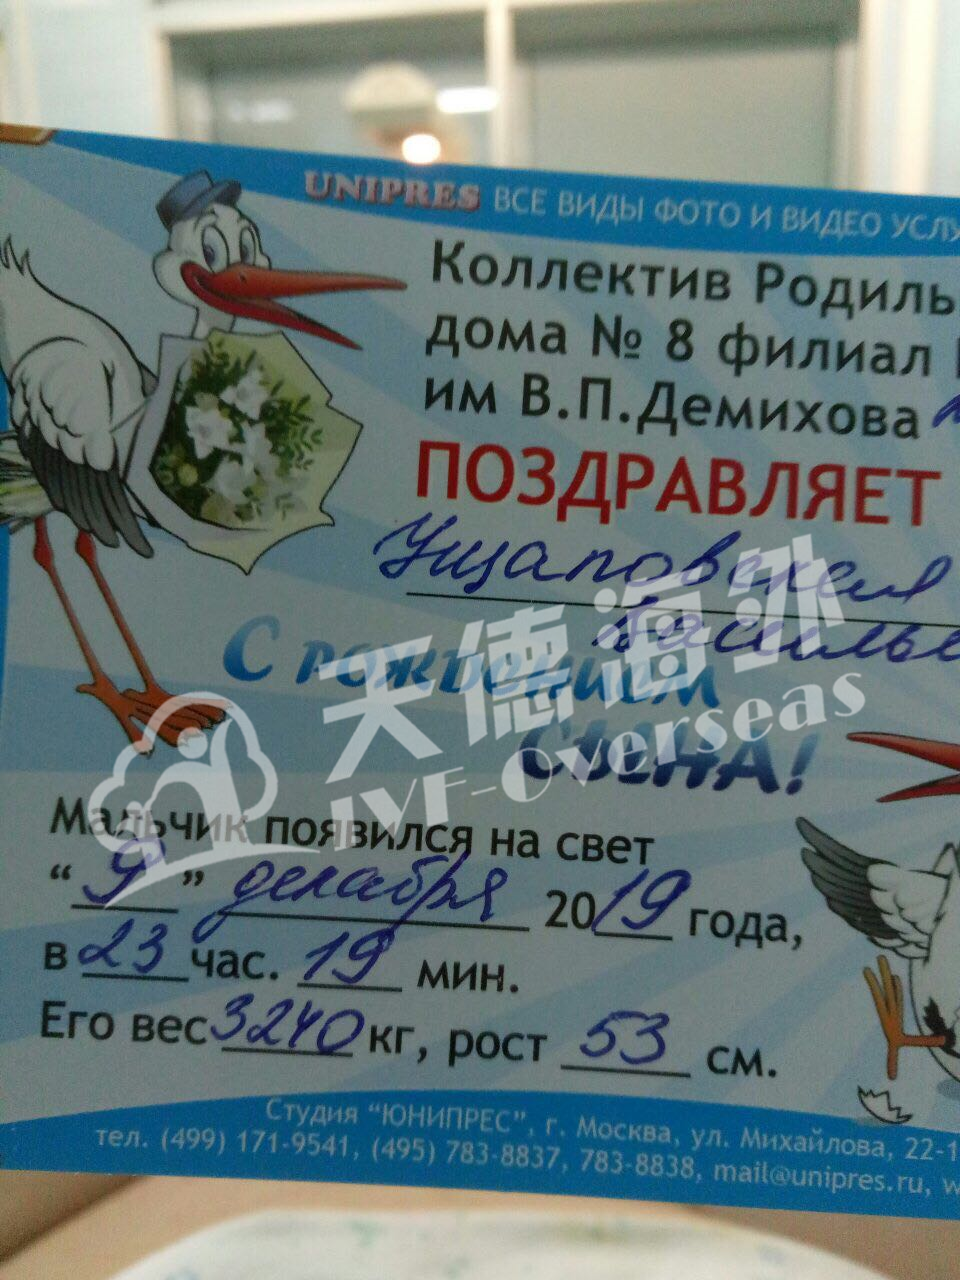 UNIPRES ВСЕ ВИДЫ ФОТО И ВИДЕО УСЛУ
Коллектив Родиль
дома № 8 филиал
им В.П.Демихова
ПОЗДРАВЛЯЕТ
Василье
С РОЖДЕНИЕМ
СЫНА!
天德海外
IVF-Overseas
Мальчик появился на свет
“ 9 ” декабря 2019 года,
в 23 час. 19 мин.
Его вес 3240 кг, рост 53 см.
Студия “ЮНИПРЕС”, г. Москва, ул. Михайлова, 22-1
тел. (499) 171-9541, (495) 783-8837, 783-8838, mail@unipres.ru, w